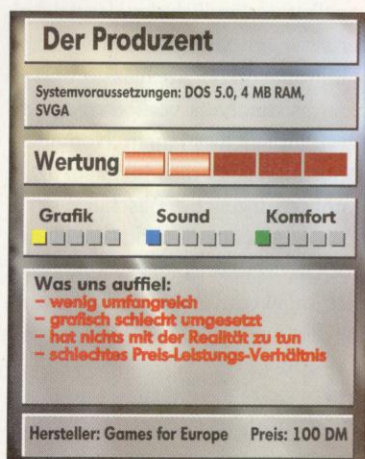 Der Produzent
Systemvoraussetzungen: DOS 5.0, 4 MB RAM,
SVGA
Wertung
Grafik Sound Komfort
Was uns auffiel:
– wenig umfangreich
– grafisch schlecht umgesetzt
– hat nichts mit der Realität zu tun
– schlechtes Preis-Leistungs-Verhältnis
Hersteller: Games for Europe Preis: 100 DM